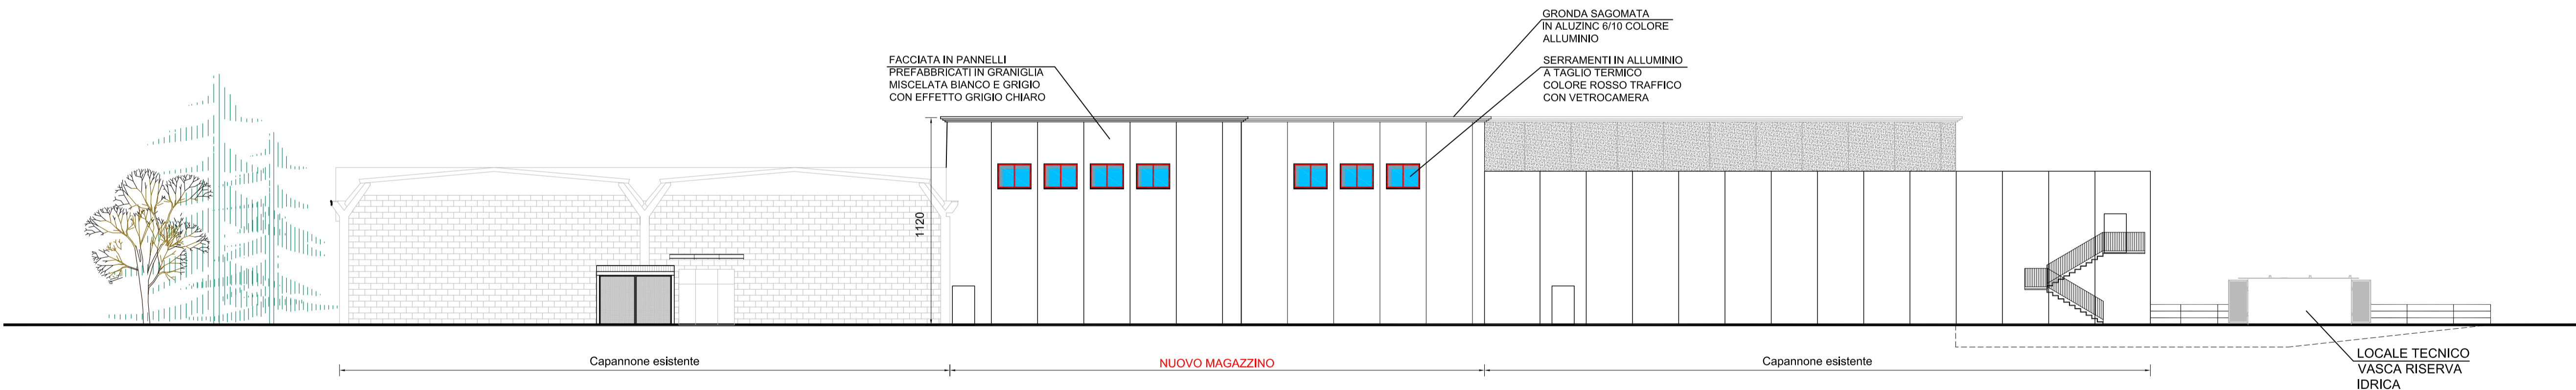 GRONDA SAGOMATA
IN ALUZINC 6/10 COLORE
ALLUMINIO
FACCIATA IN PANNELLI
PREFABBRICATI IN GRANIGLIA
MISCELATA BIANCO E GRIGIO
CON EFFETTO GRIGIO CHIARO
SERRAMENTI IN ALLUMINIO
A TAGLIO TERMICO
COLORE ROSSO TRAFFICO
CON VETROCAMERA
1120
Capannone esistente
NUOVO MAGAZZINO
Capannone esistente
LOCALE TECNICO
VASCA RISERVA
IDRICA